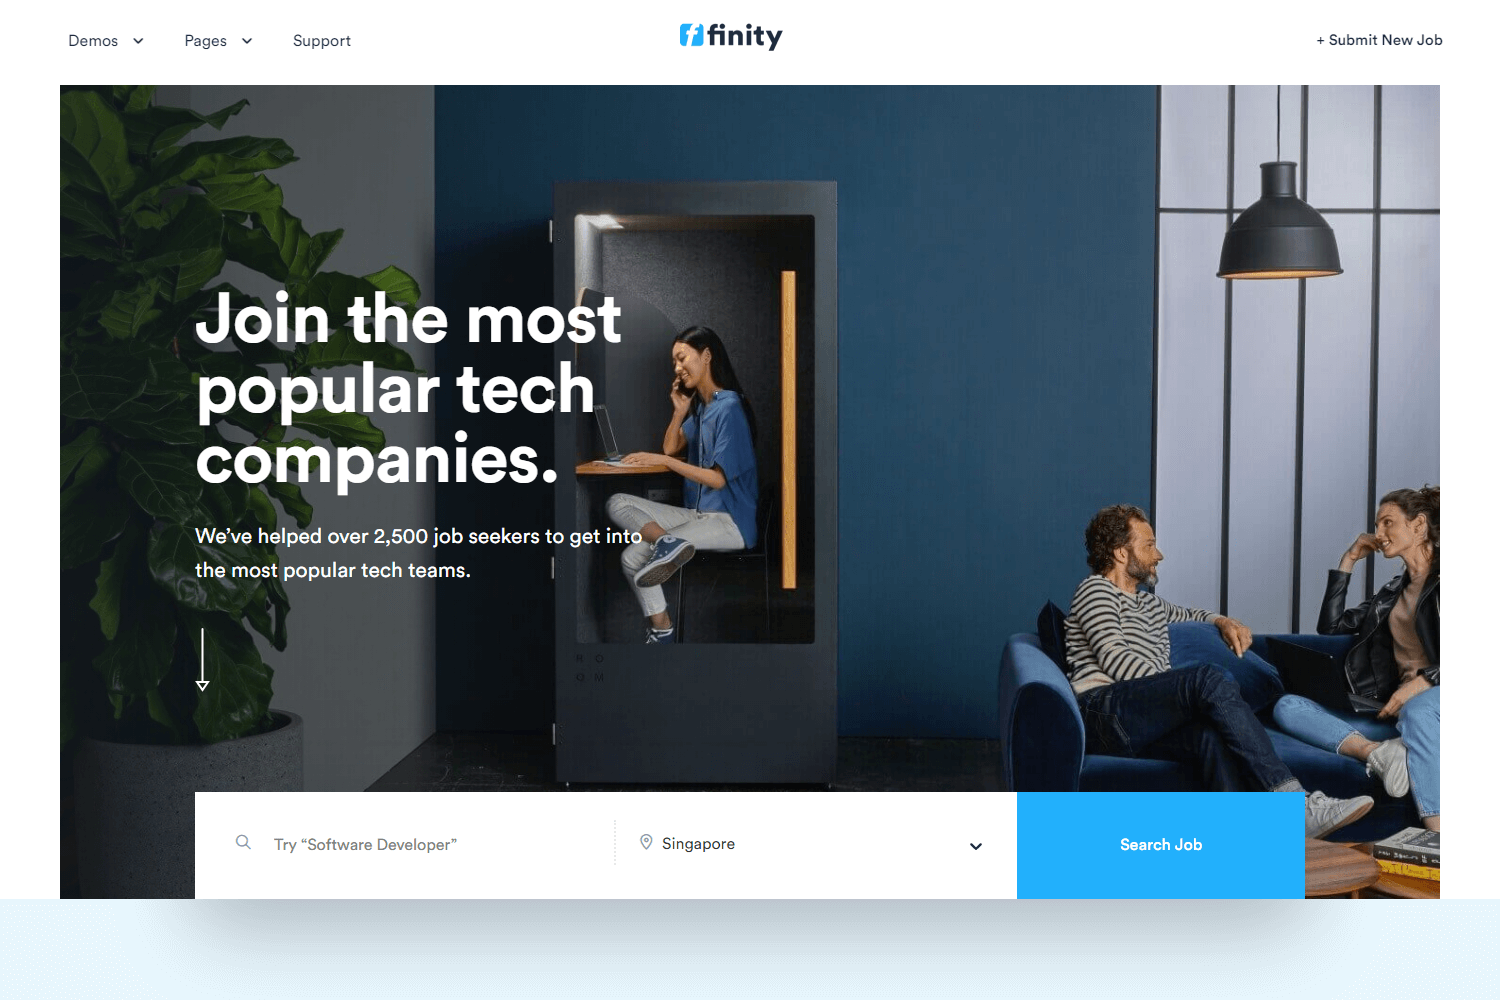 Demos
Pages
Support
finity
+ Submit New Job
Join the most
popular tech
companies.
We’ve helped over 2,500 job seekers to get into
the most popular tech teams.
R O
O M
Try “Software Developer”
Singapore
Search Job